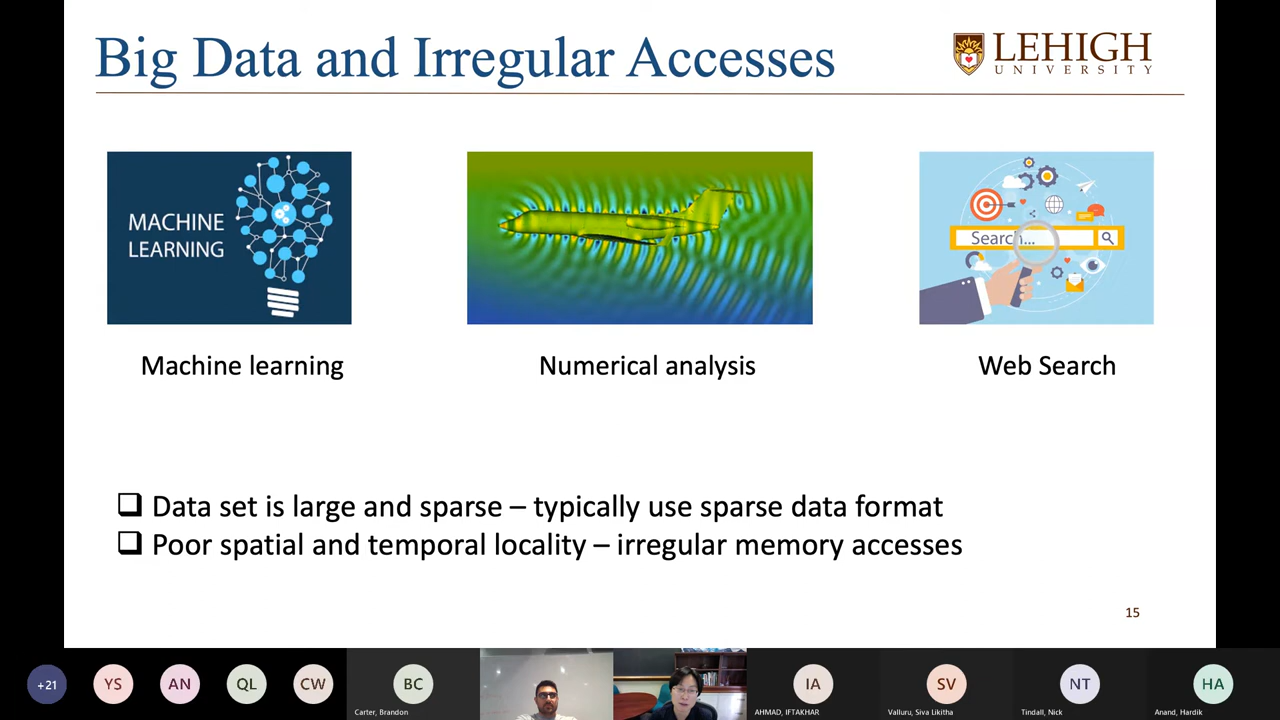 Big Data and Irregular Accesses
LEHIGH
UNIVERSITY
MACHINE
LEARNING
Search...
Machine learning
Numerical analysis
Web Search
Data set is large and sparse – typically use sparse data format
Poor spatial and temporal locality – irregular memory accesses
15
+21
YS
AN
QL
CW
BC
Carter, Brandon
IA
AHMAD, IFTAKHAR
SV
Valluru, Siva Likitha
NT
Tindall, Nick
HA
Anand, Hardik